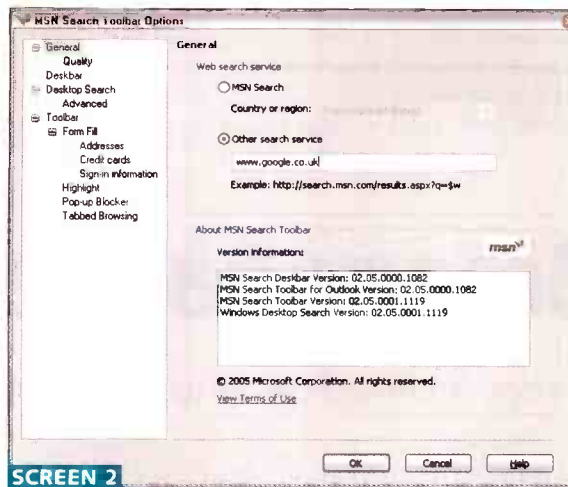 MSN Search Toolbar Options
General
Quality
Deskbar
Desktop Search
Advanced
Toolbar
Form Fill
Addresses
Credit cards
Sign-in information
Highlight
Pop-up Blocker
Tabbed Browsing
General
Web search service
MSN Search
Country or region:
Other search service
www.google.co.uk
Example: http://search.msn.com/results.aspx?q=$w
About MSN Search Toolbar
msn
Version information:
MSN Search Deskbar Version: 02.05.0000.1082
MSN Search Toolbar for Outlook Version: 02.05.0000.1082
MSN Search Toolbar Version: 02.05.0001.1119
Windows Desktop Search Version: 02.05.0001.1119
© 2005 Microsoft Corporation. All rights reserved.
View Terms of Use
OK Cancel Help
SCREEN 2